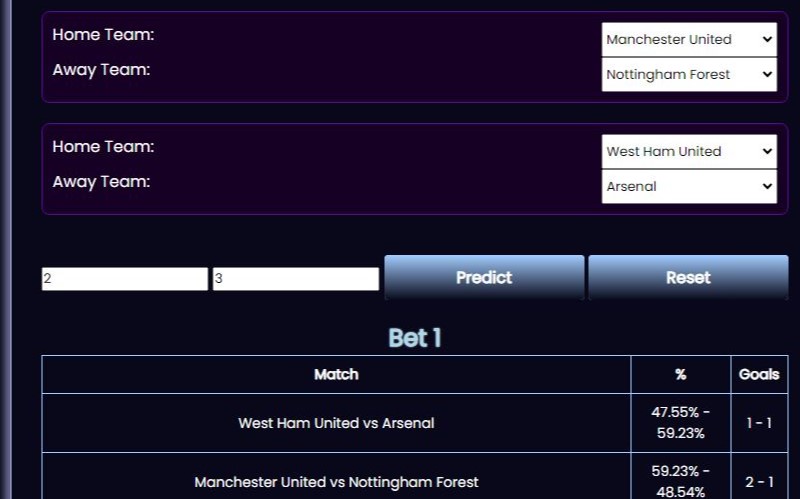 Home Team: Manchester United
Away Team: Nottingham Forest
Home Team: West Ham United
Away Team: Arsenal
2 3 Predict Reset
Bet 1
Match % Goals
West Ham United vs Arsenal 47.55% - 59.23% 1 - 1
Manchester United vs Nottingham Forest 59.23% - 48.54% 2 - 1